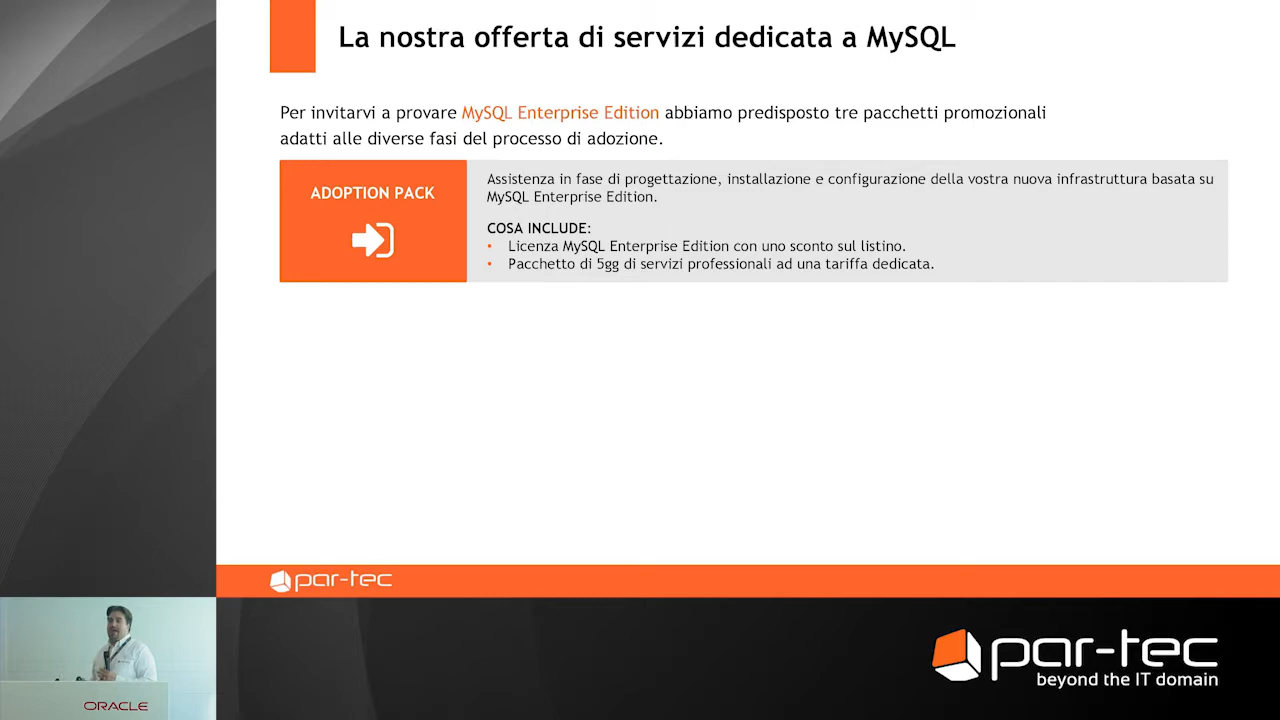 La nostra offerta di servizi dedicata a MySQL
Per invitarvi a provare MySQL Enterprise Edition abbiamo predisposto tre pacchetti promozionali
adatti alle diverse fasi del processo di adozione.
ADOPTION PACK
Assistenza in fase di progettazione, installazione e configurazione della vostra nuova infrastruttura basata su
MySQL Enterprise Edition.
COSA INCLUDE:
• Licenza MySQL Enterprise Edition con uno sconto sul listino.
• Pacchetto di 5gg di servizi professionali ad una tariffa dedicata.
par-tec
ORACLE
par-tec
beyond the IT domain